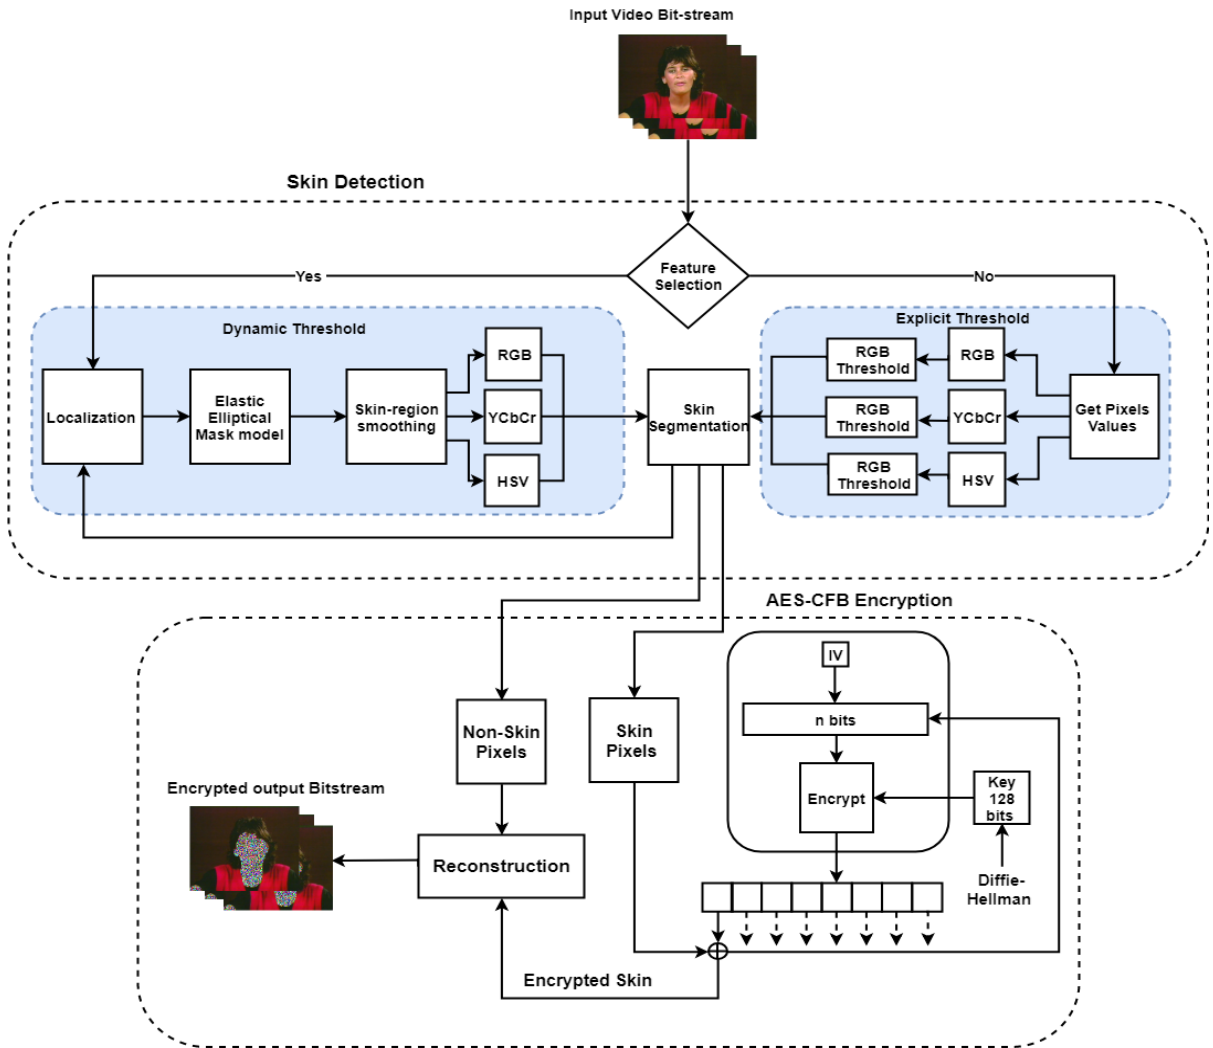 Input Video Bit-stream
Skin Detection
Feature
Selection
Yes
No
Dynamic Threshold
Explicit Threshold
Localization
Elastic
Elliptical
Mask model
Skin-region
smoothing
RGB
YCbCr
HSV
Skin
Segmentation
RGB
Threshold
RGB
Threshold
RGB
Threshold
RGB
YCbCr
HSV
Get Pixels
Values
AES-CFB Encryption
IV
n bits
Encrypt
Key
128
bits
Diffie-
Hellman
Non-Skin
Pixels
Skin
Pixels
Encrypted output Bitstream
Reconstruction
Encrypted Skin